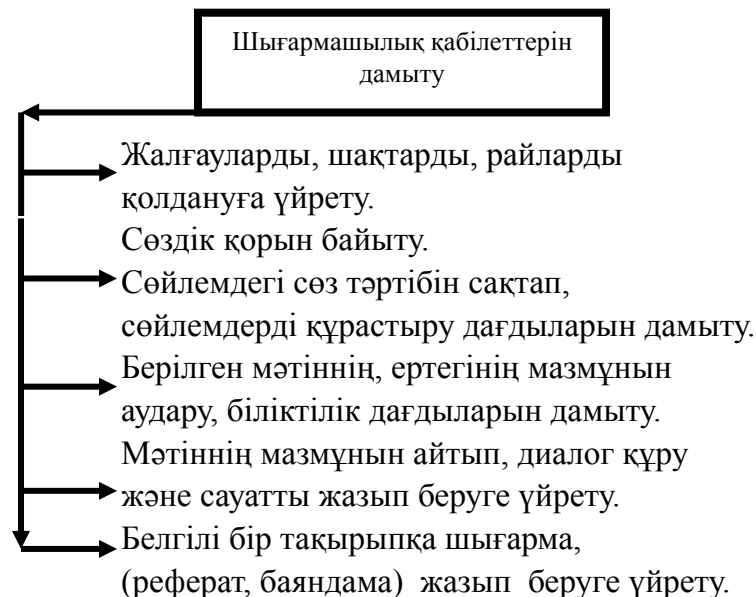 Шығармашылық қабілеттерін
дамыту
Жалғауларды, шақтарды, райларды
қолдануға үйрету.
Сөздік қорын байыту.
Сөйлемдегі сөз тәртібін сақтап,
сөйлемдерді құрастыру дағдыларын дамыту.
Берілген мәтіннің, ертегінің мазмұнын
аудару, біліктілік дағдыларын дамыту.
Мәтіннің мазмұнын айтып, диалог құру
және сауатты жазып беруге үйрету.
Белгілі бір тақырыпқа шығарма,
(реферат, баяндама) жазып беруге үйрету.